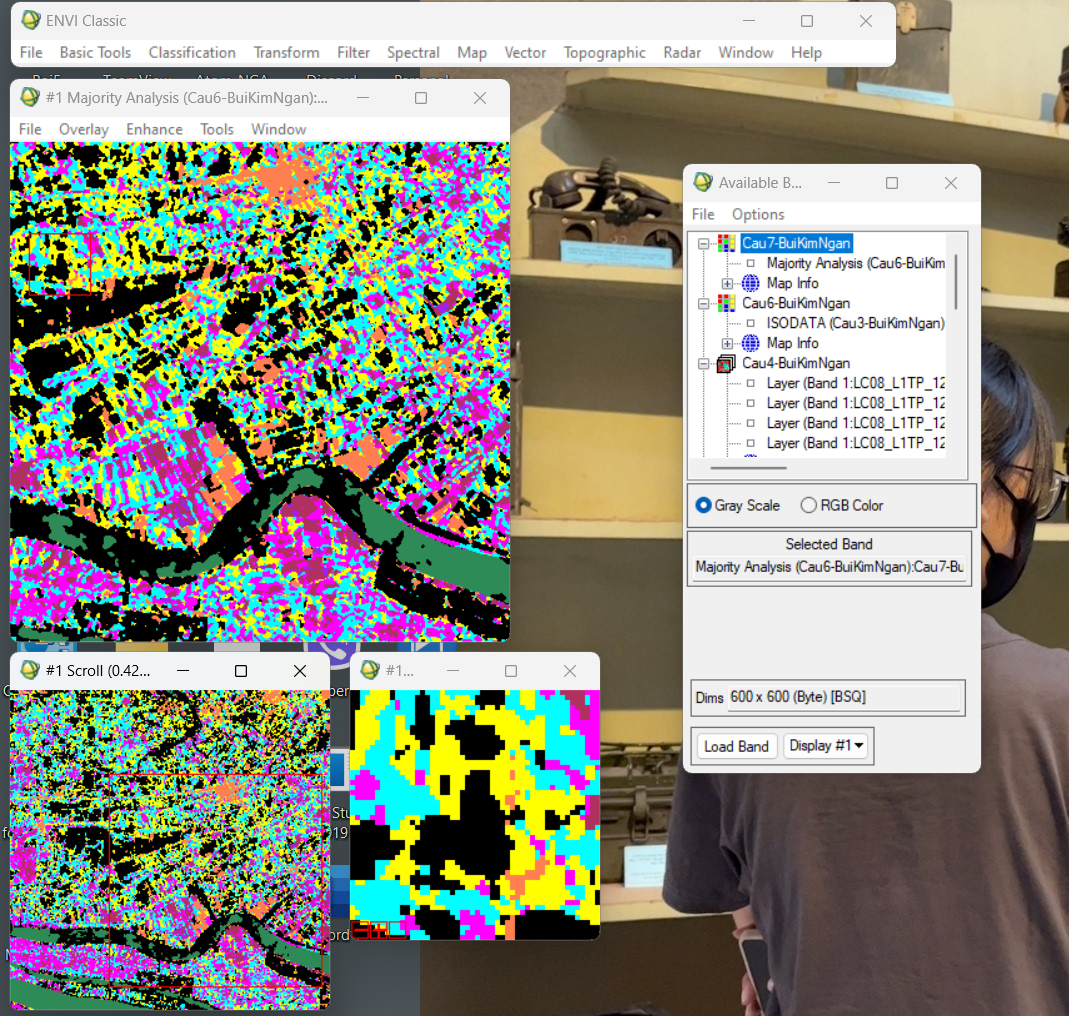 ENVI Classic
File Basic Tools Classification Transform Filter Spectral Map Vector Topographic Radar Window Help
#1 Majority Analysis (Cau6-BuiKimNgan):...
File Overlay Enhance Tools Window
Available B...
File Options
Cau7-BuiKimNgan
Majority Analysis (Cau6-BuiKim
Map Info
Cau6-BuiKimNgan
ISODATA (Cau3-BuiKimNgan)
Map Info
Cau4-BuiKimNgan
Layer (Band 1:LC08_L1TP_12
Layer (Band 1:LC08_L1TP_12
Layer (Band 1:LC08_L1TP_12
Layer (Band 1:LC08_L1TP_12
Gray Scale RGB Color
Selected Band
Majority Analysis (Cau6-BuiKimNgan):Cau7-Bu
Dims 600 x 600 (Byte) [BSQ]
Load Band Display #1
#1 Scroll (0.42...
#1...